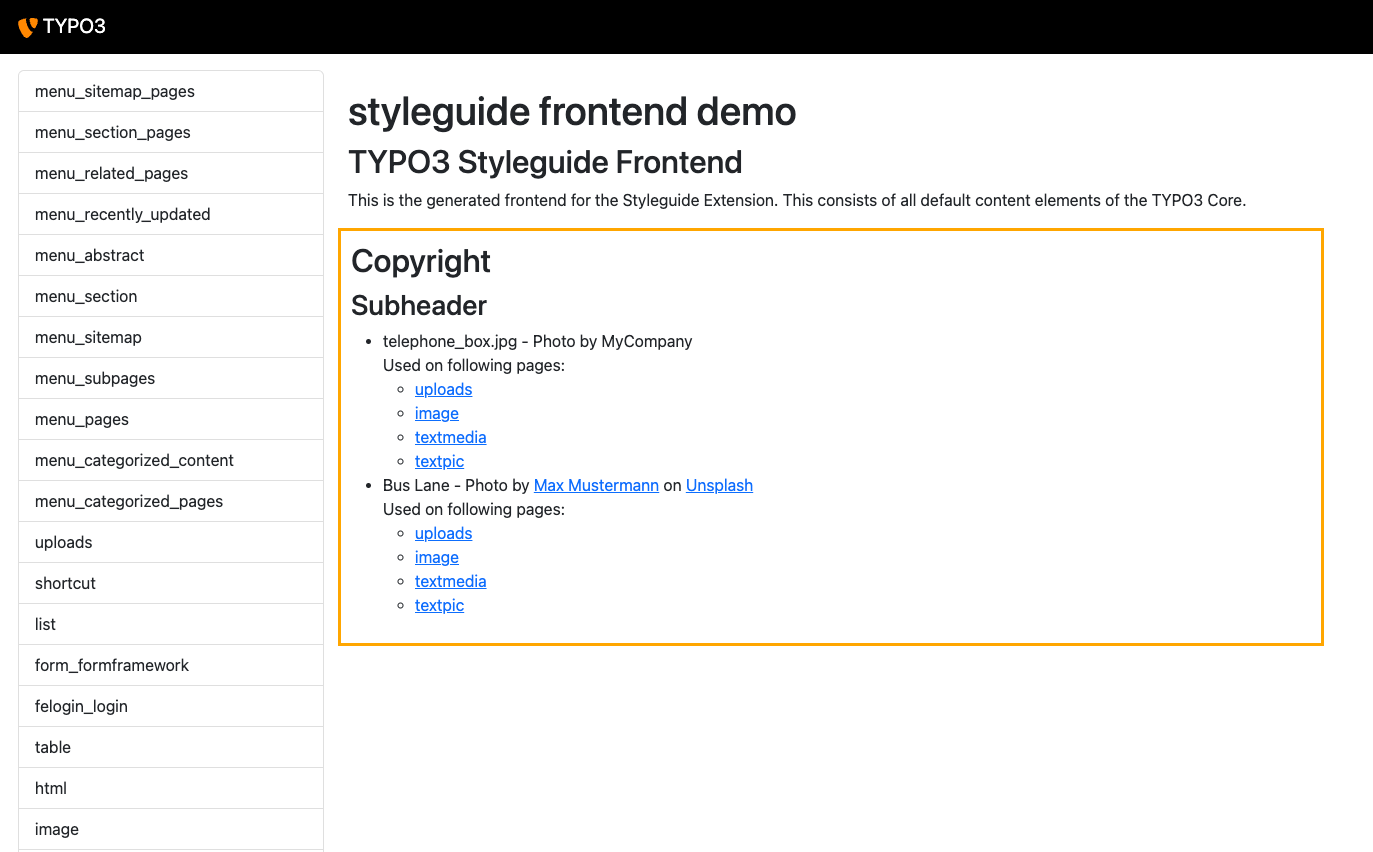 TYPO3
menu_sitemap_pages
menu_section_pages
menu_related_pages
menu_recently_updated
menu_abstract
menu_section
menu_sitemap
menu_subpages
menu_pages
menu_categorized_content
menu_categorized_pages
uploads
shortcut
list
form_formframework
felogin_login
table
html
image
styleguide frontend demo
TYPO3 Styleguide Frontend
This is the generated frontend for the Styleguide Extension. This consists of all default content elements of the TYPO3 Core.
Copyright
Subheader
telephone_box.jpg - Photo by MyCompany
Used on following pages:
uploads
image
textmedia
textpic
Bus Lane - Photo by Max Mustermann on Unsplash
Used on following pages:
uploads
image
textmedia
textpic